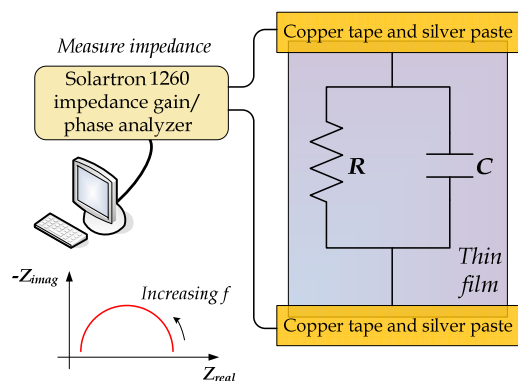 Measure impedance
Solartron 1260
impedance gain/
phase analyzer
Copper tape and silver paste
R
C
Thin
film
Copper tape and silver paste
-Zimag
Increasing f
Zreal